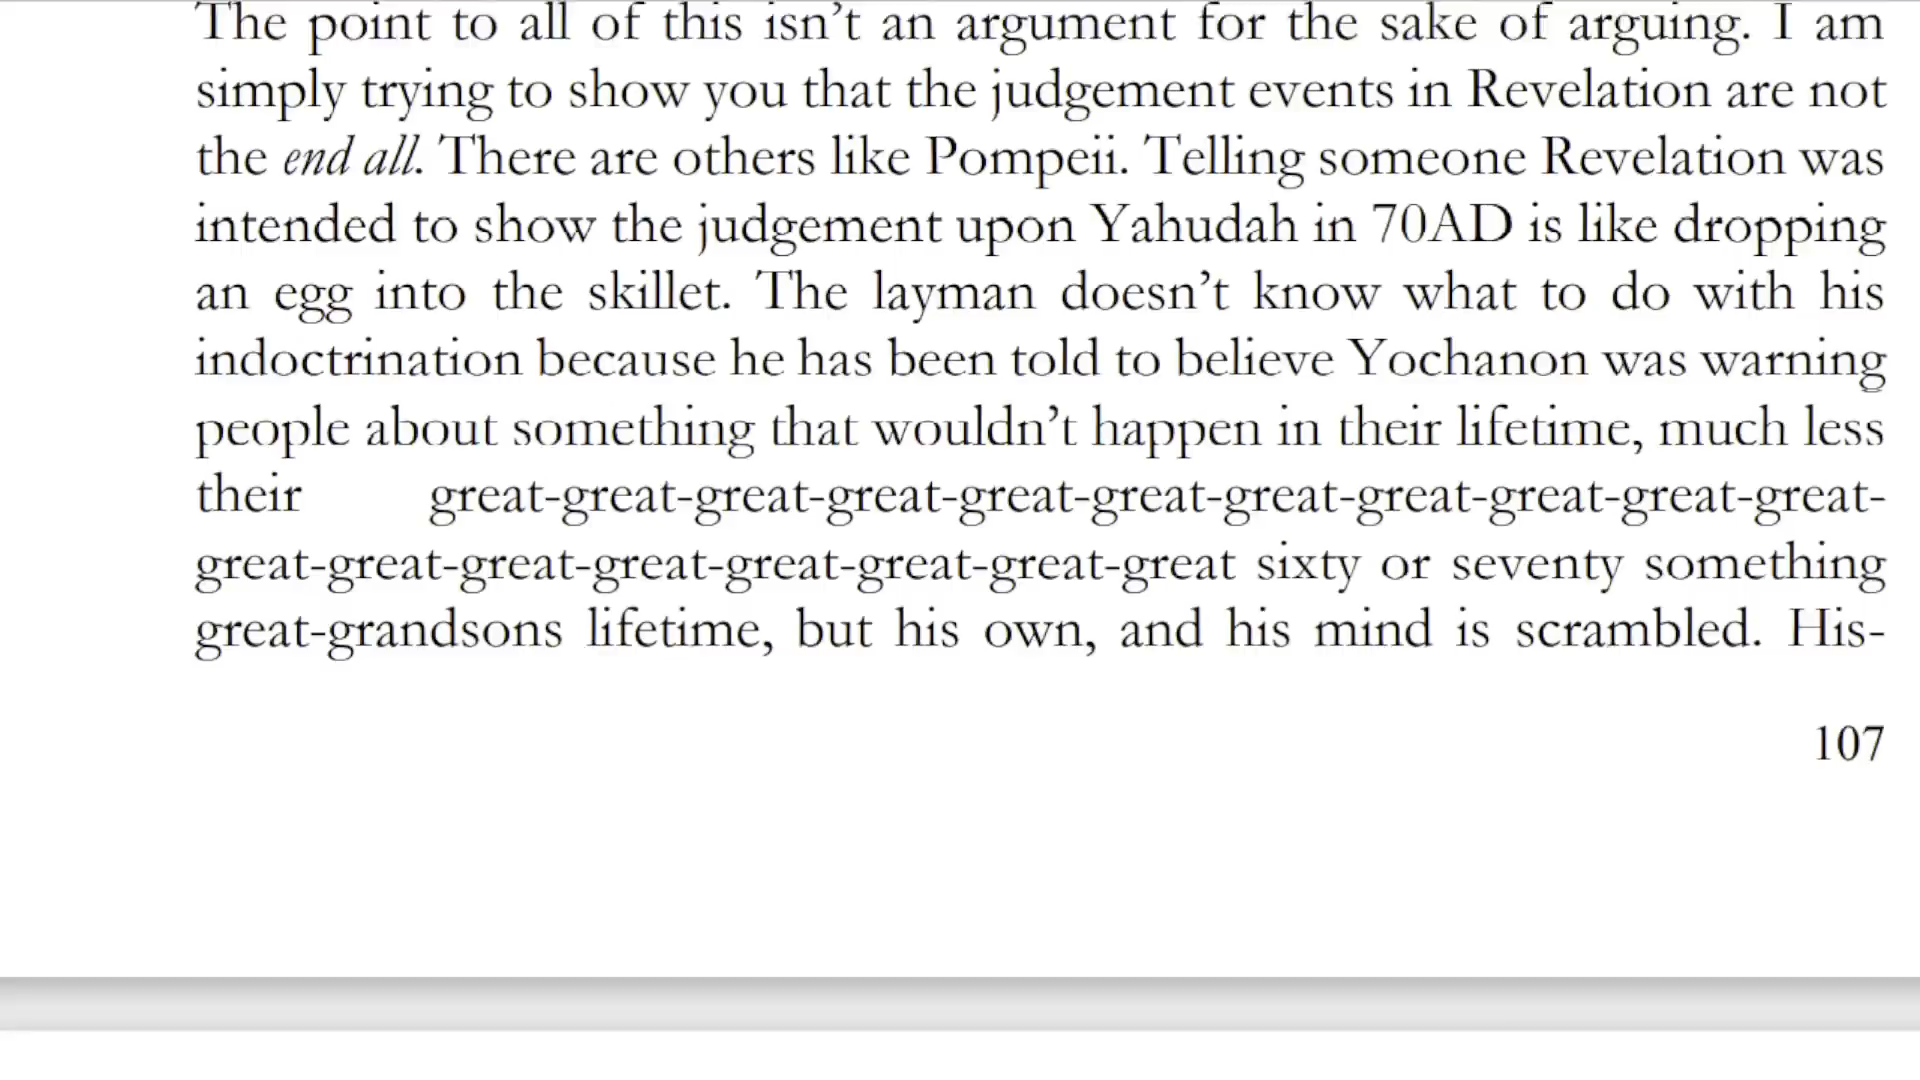 The point to all of this isn’t an argument for the sake of arguing. I am
simply trying to show you that the judgement events in Revelation are not
the end all. There are others like Pompeii. Telling someone Revelation was
intended to show the judgement upon Yahudah in 70AD is like dropping
an egg into the skillet. The layman doesn’t know what to do with his
indoctrination because he has been told to believe Yochanon was warning
people about something that wouldn’t happen in their lifetime, much less
their great-great-great-great-great-great-great-great-great-great-great-
great-great-great-great-great-great-great-great sixty or seventy something
great-grandsons lifetime, but his own, and his mind is scrambled. His-
107